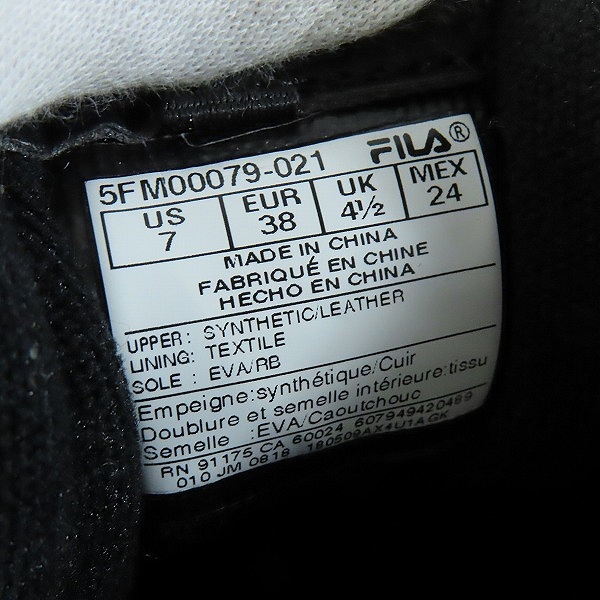 5FM00079-021 FILA®
US EUR UK MEX
7 38 4½ 24
MADE IN CHINA
FABRIQUÉ EN CHINE
HECHO EN CHINA
UPPER: SYNTHETIC/LEATHER
LINING: TEXTILE
SOLE : EVA/RB
Empeigne:synthétique/Cuir
Doublure et semelle intérieure:tissu
Semelle :EVA/Caoutchouc
RN 91175 CA 60024 607949420489
010 JM 0818 180509AX4U1AGK